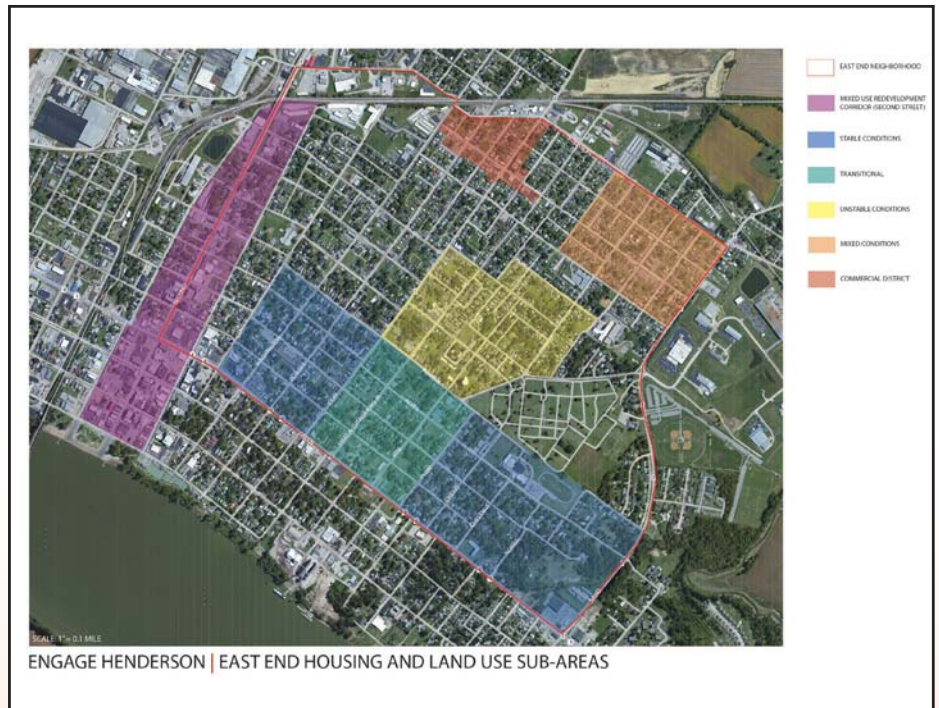 EAST END NEIGHBORHOOD
MIXED USE REDEVELOPMENT
CORRIDOR (SECOND STREET)
STABLE CONDITIONS
TRANSITIONAL
UNSTABLE CONDITIONS
MIXED CONDITIONS
COMMERCIAL DISTRICT
SCALE: 1"= 0.1 MILE
ENGAGE HENDERSON | EAST END HOUSING AND LAND USE SUB-AREAS